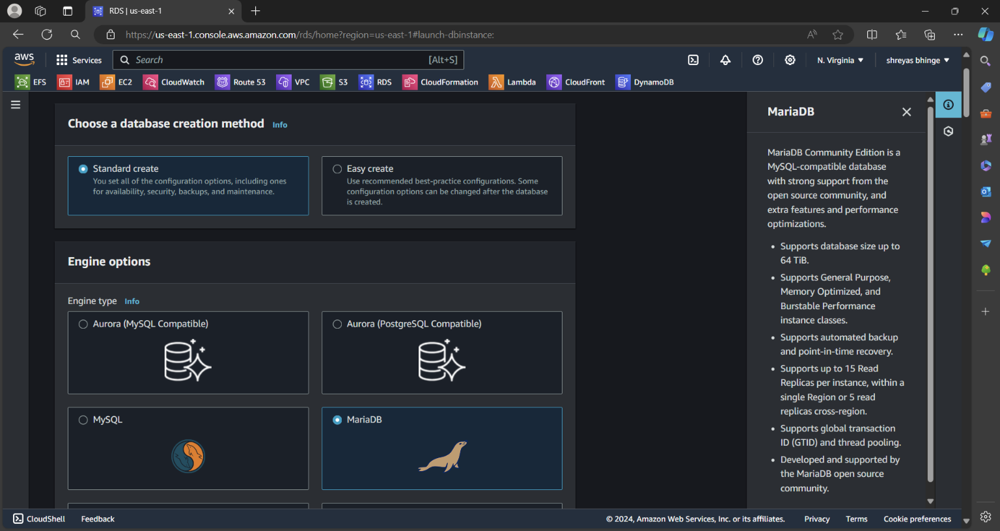 RDS | us-east-1
https://us-east-1.console.aws.amazon.com/rds/home?region=us-east-1#launch-dbinstance:
aws
Services
Search
[Alt+S]
N. Virginia
shreyas bhinge
EFS
IAM
EC2
CloudWatch
Route 53
VPC
S3
RDS
CloudFormation
Lambda
CloudFront
DynamoDB
Choose a database creation method Info
Standard create
You set all of the configuration options, including ones
for availability, security, backups, and maintenance.
Easy create
Use recommended best-practice configurations. Some
configuration options can be changed after the database
is created.
Engine options
Engine type Info
Aurora (MySQL Compatible)
Aurora (PostgreSQL Compatible)
MySQL
MariaDB
MariaDB
MariaDB Community Edition is a
MySQL-compatible database
with strong support from the
open source community, and
extra features and performance
optimizations.
• Supports database size up to
64 TiB.
• Supports General Purpose,
Memory Optimized, and
Burstable Performance
instance classes.
• Supports automated backup
and point-in-time recovery.
• Supports up to 15 Read
Replicas per instance, within a
single Region or 5 read
replicas cross-region.
• Supports global transaction
ID (GTID) and thread pooling.
• Developed and supported by
the MariaDB open source
community.
CloudShell
Feedback
© 2024, Amazon Web Services, Inc. or its affiliates.
Privacy
Terms
Cookie preferences